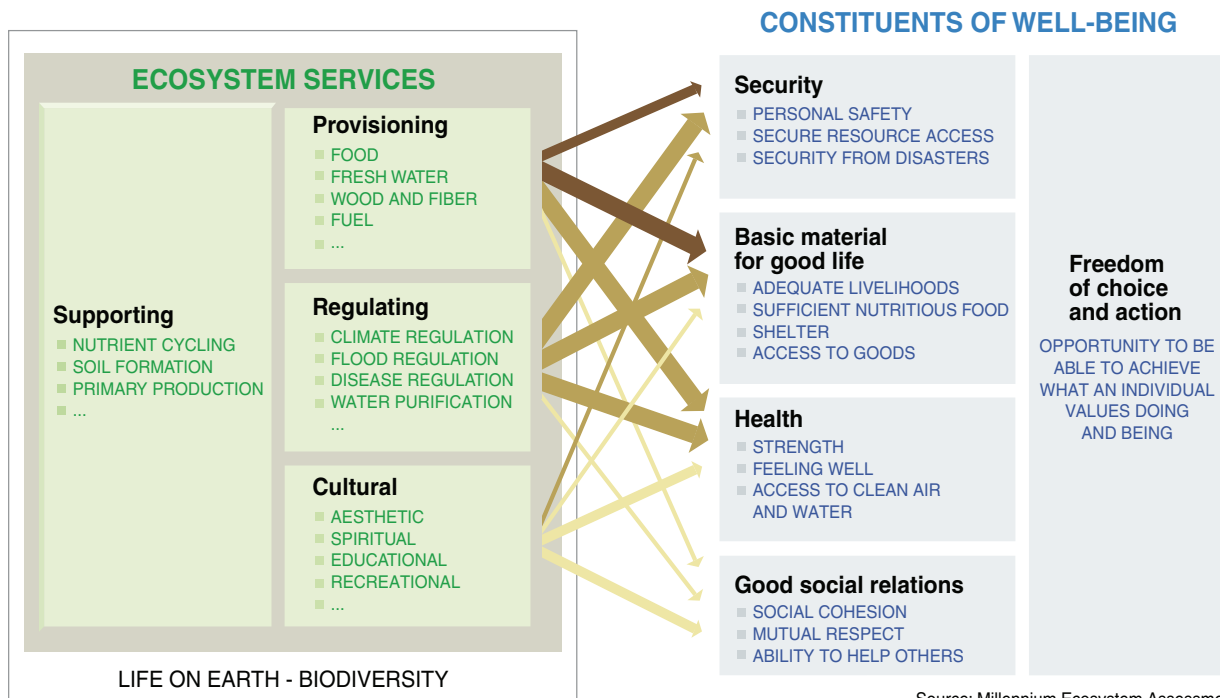 CONSTITUENTS OF WELL-BEING
ECOSYSTEM SERVICES
Supporting
NUTRIENT CYCLING
SOIL FORMATION
PRIMARY PRODUCTION
...
Provisioning
FOOD
FRESH WATER
WOOD AND FIBER
FUEL
...
Regulating
CLIMATE REGULATION
FLOOD REGULATION
DISEASE REGULATION
WATER PURIFICATION
...
Cultural
AESTHETIC
SPIRITUAL
EDUCATIONAL
RECREATIONAL
...
LIFE ON EARTH - BIODIVERSITY
Security
PERSONAL SAFETY
SECURE RESOURCE ACCESS
SECURITY FROM DISASTERS
Basic material
for good life
ADEQUATE LIVELIHOODS
SUFFICIENT NUTRITIOUS FOOD
SHELTER
ACCESS TO GOODS
Health
STRENGTH
FEELING WELL
ACCESS TO CLEAN AIR
AND WATER
Good social relations
SOCIAL COHESION
MUTUAL RESPECT
ABILITY TO HELP OTHERS
Freedom
of choice
and action
OPPORTUNITY TO BE
ABLE TO ACHIEVE
WHAT AN INDIVIDUAL
VALUES DOING
AND BEING
Source: Millennium Ecosystem